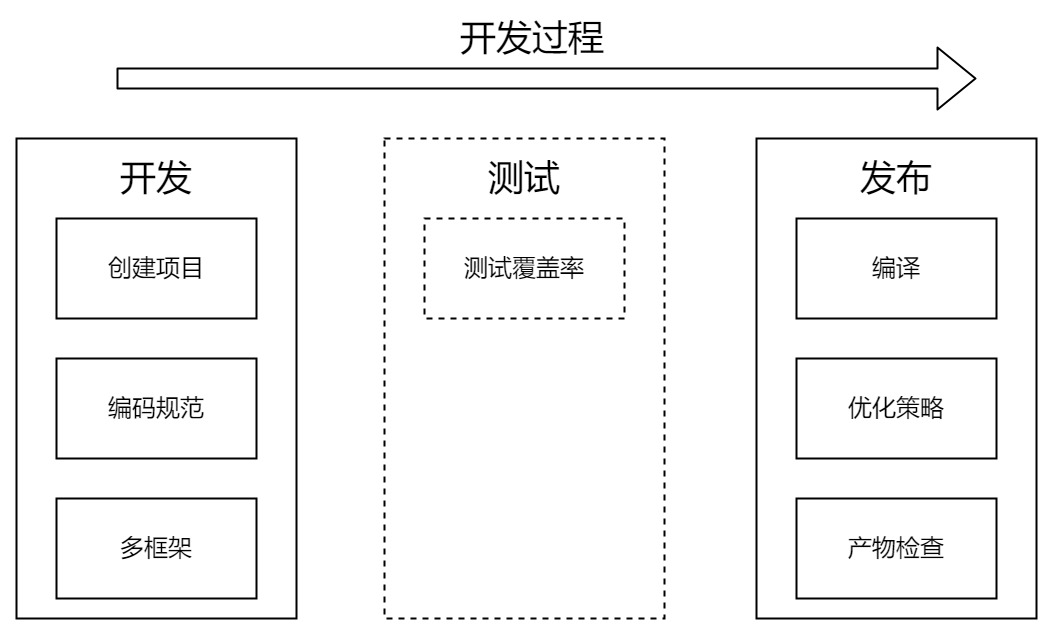 开发过程
开发
创建项目
编码规范
多框架
测试
测试覆盖率
发布
编译
优化策略
产物检查